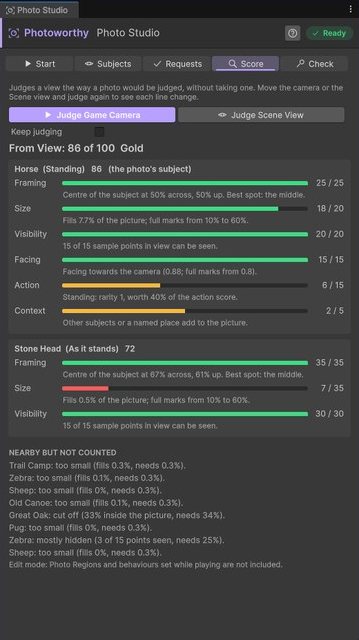 Photo Studio
Photoworthy Photo Studio
Ready
Start
Subjects
Requests
Score
Check
Judges a view the way a photo would be judged, without taking one. Move the camera or the
Scene view and judge again to see each line change.
Judge Game Camera
Judge Scene View
Keep judging
From View: 86 of 100 Gold
Horse (Standing) 86 (the photo's subject)
Framing 25 / 25
Centre of the subject at 50% across, 50% up. Best spot: the middle.
Size 18 / 20
Fills 7.7% of the picture; full marks from 10% to 60%.
Visibility 20 / 20
15 of 15 sample points in view can be seen.
Facing 15 / 15
Facing towards the camera (0.88; full marks from 0.8).
Action 6 / 15
Standing: rarity 1, worth 40% of the action score.
Context 2 / 5
Other subjects or a named place add to the picture.
Stone Head (As it stands) 72
Framing 35 / 35
Centre of the subject at 67% across, 61% up. Best spot: the middle.
Size 7 / 35
Fills 0.5% of the picture; full marks from 10% to 60%.
Visibility 30 / 30
15 of 15 sample points in view can be seen.
NEARBY BUT NOT COUNTED
Trail Camp: too small (fills 0.3%, needs 0.3%).
Zebra: too small (fills 0.1%, needs 0.3%).
Sheep: too small (fills 0%, needs 0.3%).
Old Canoe: too small (fills 0.1%, needs 0.3%).
Great Oak: cut off (33% inside the picture, needs 34%).
Pug: too small (fills 0%, needs 0.3%).
Zebra: mostly hidden (3 of 15 points seen, needs 25%).
Sheep: too small (fills 0%, needs 0.3%).
Edit mode: Photo Regions and behaviours set while playing are not included.